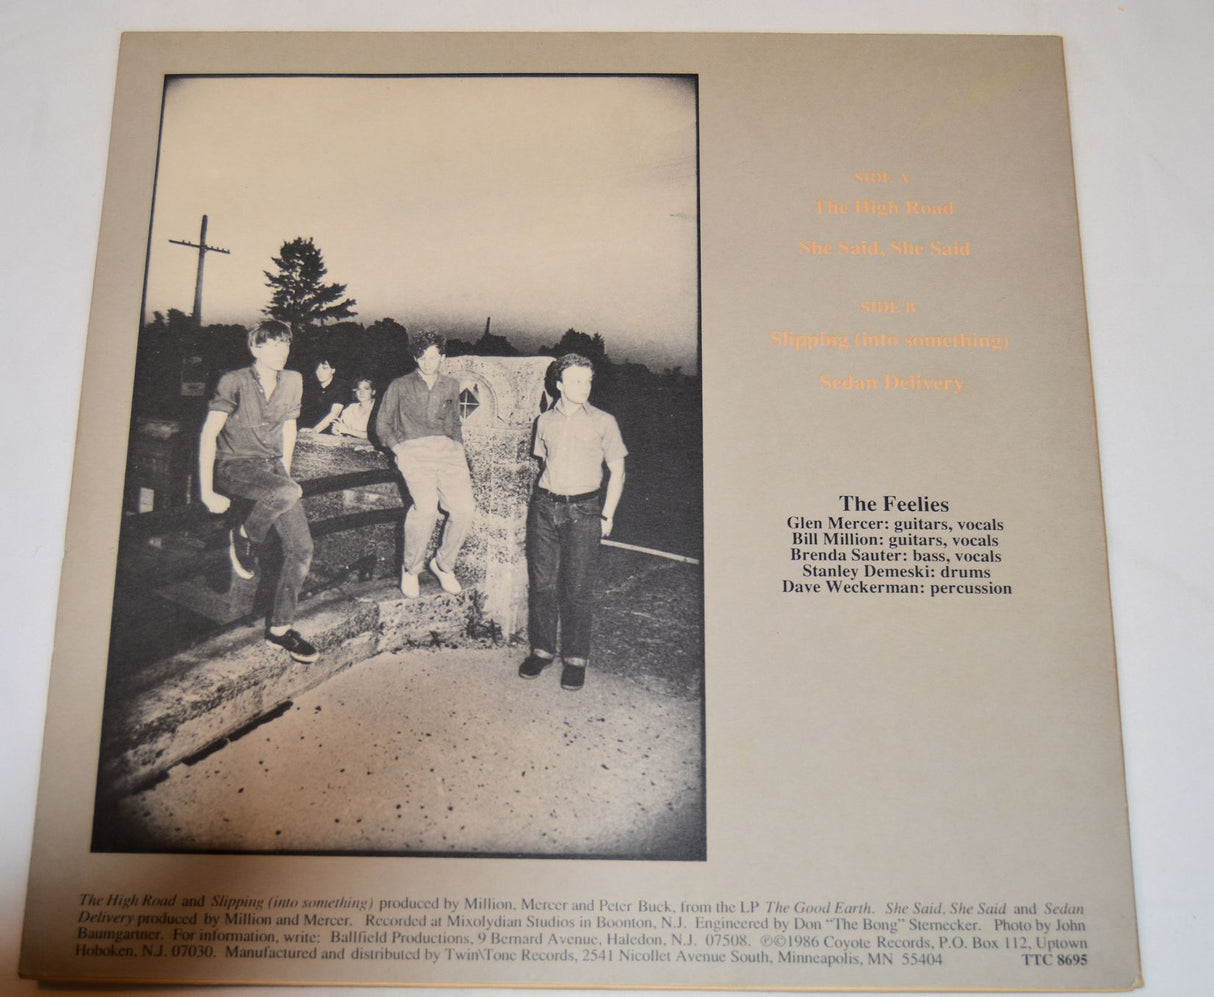 SIDE A
The High Road
She Said, She Said
SIDE B
Slipping (into something)
Sedan Delivery
The Feelies
Glen Mercer: guitars, vocals
Bill Million: guitars, vocals
Brenda Sauter: bass, vocals
Stanley Demeski: drums
Dave Weckerman: percussion
The High Road and Slipping (into something) produced by Million, Mercer and Peter Buck, from the LP The Good Earth. She Said, She Said and Sedan
Delivery produced by Million and Mercer. Recorded at Mixolydian Studios in Boonton, N.J. Engineered by Don “The Bong” Sternecker. Photo by John
Baumgartner. For information, write: Ballfield Productions, 9 Bernard Avenue, Haledon, N.J. 07508. ℗©1986 Coyote Records, P.O. Box 112, Uptown
Hoboken, N.J. 07030. Manufactured and distributed by Twin\Tone Records, 2541 Nicollet Avenue South, Minneapolis, MN 55404 TTC 8695